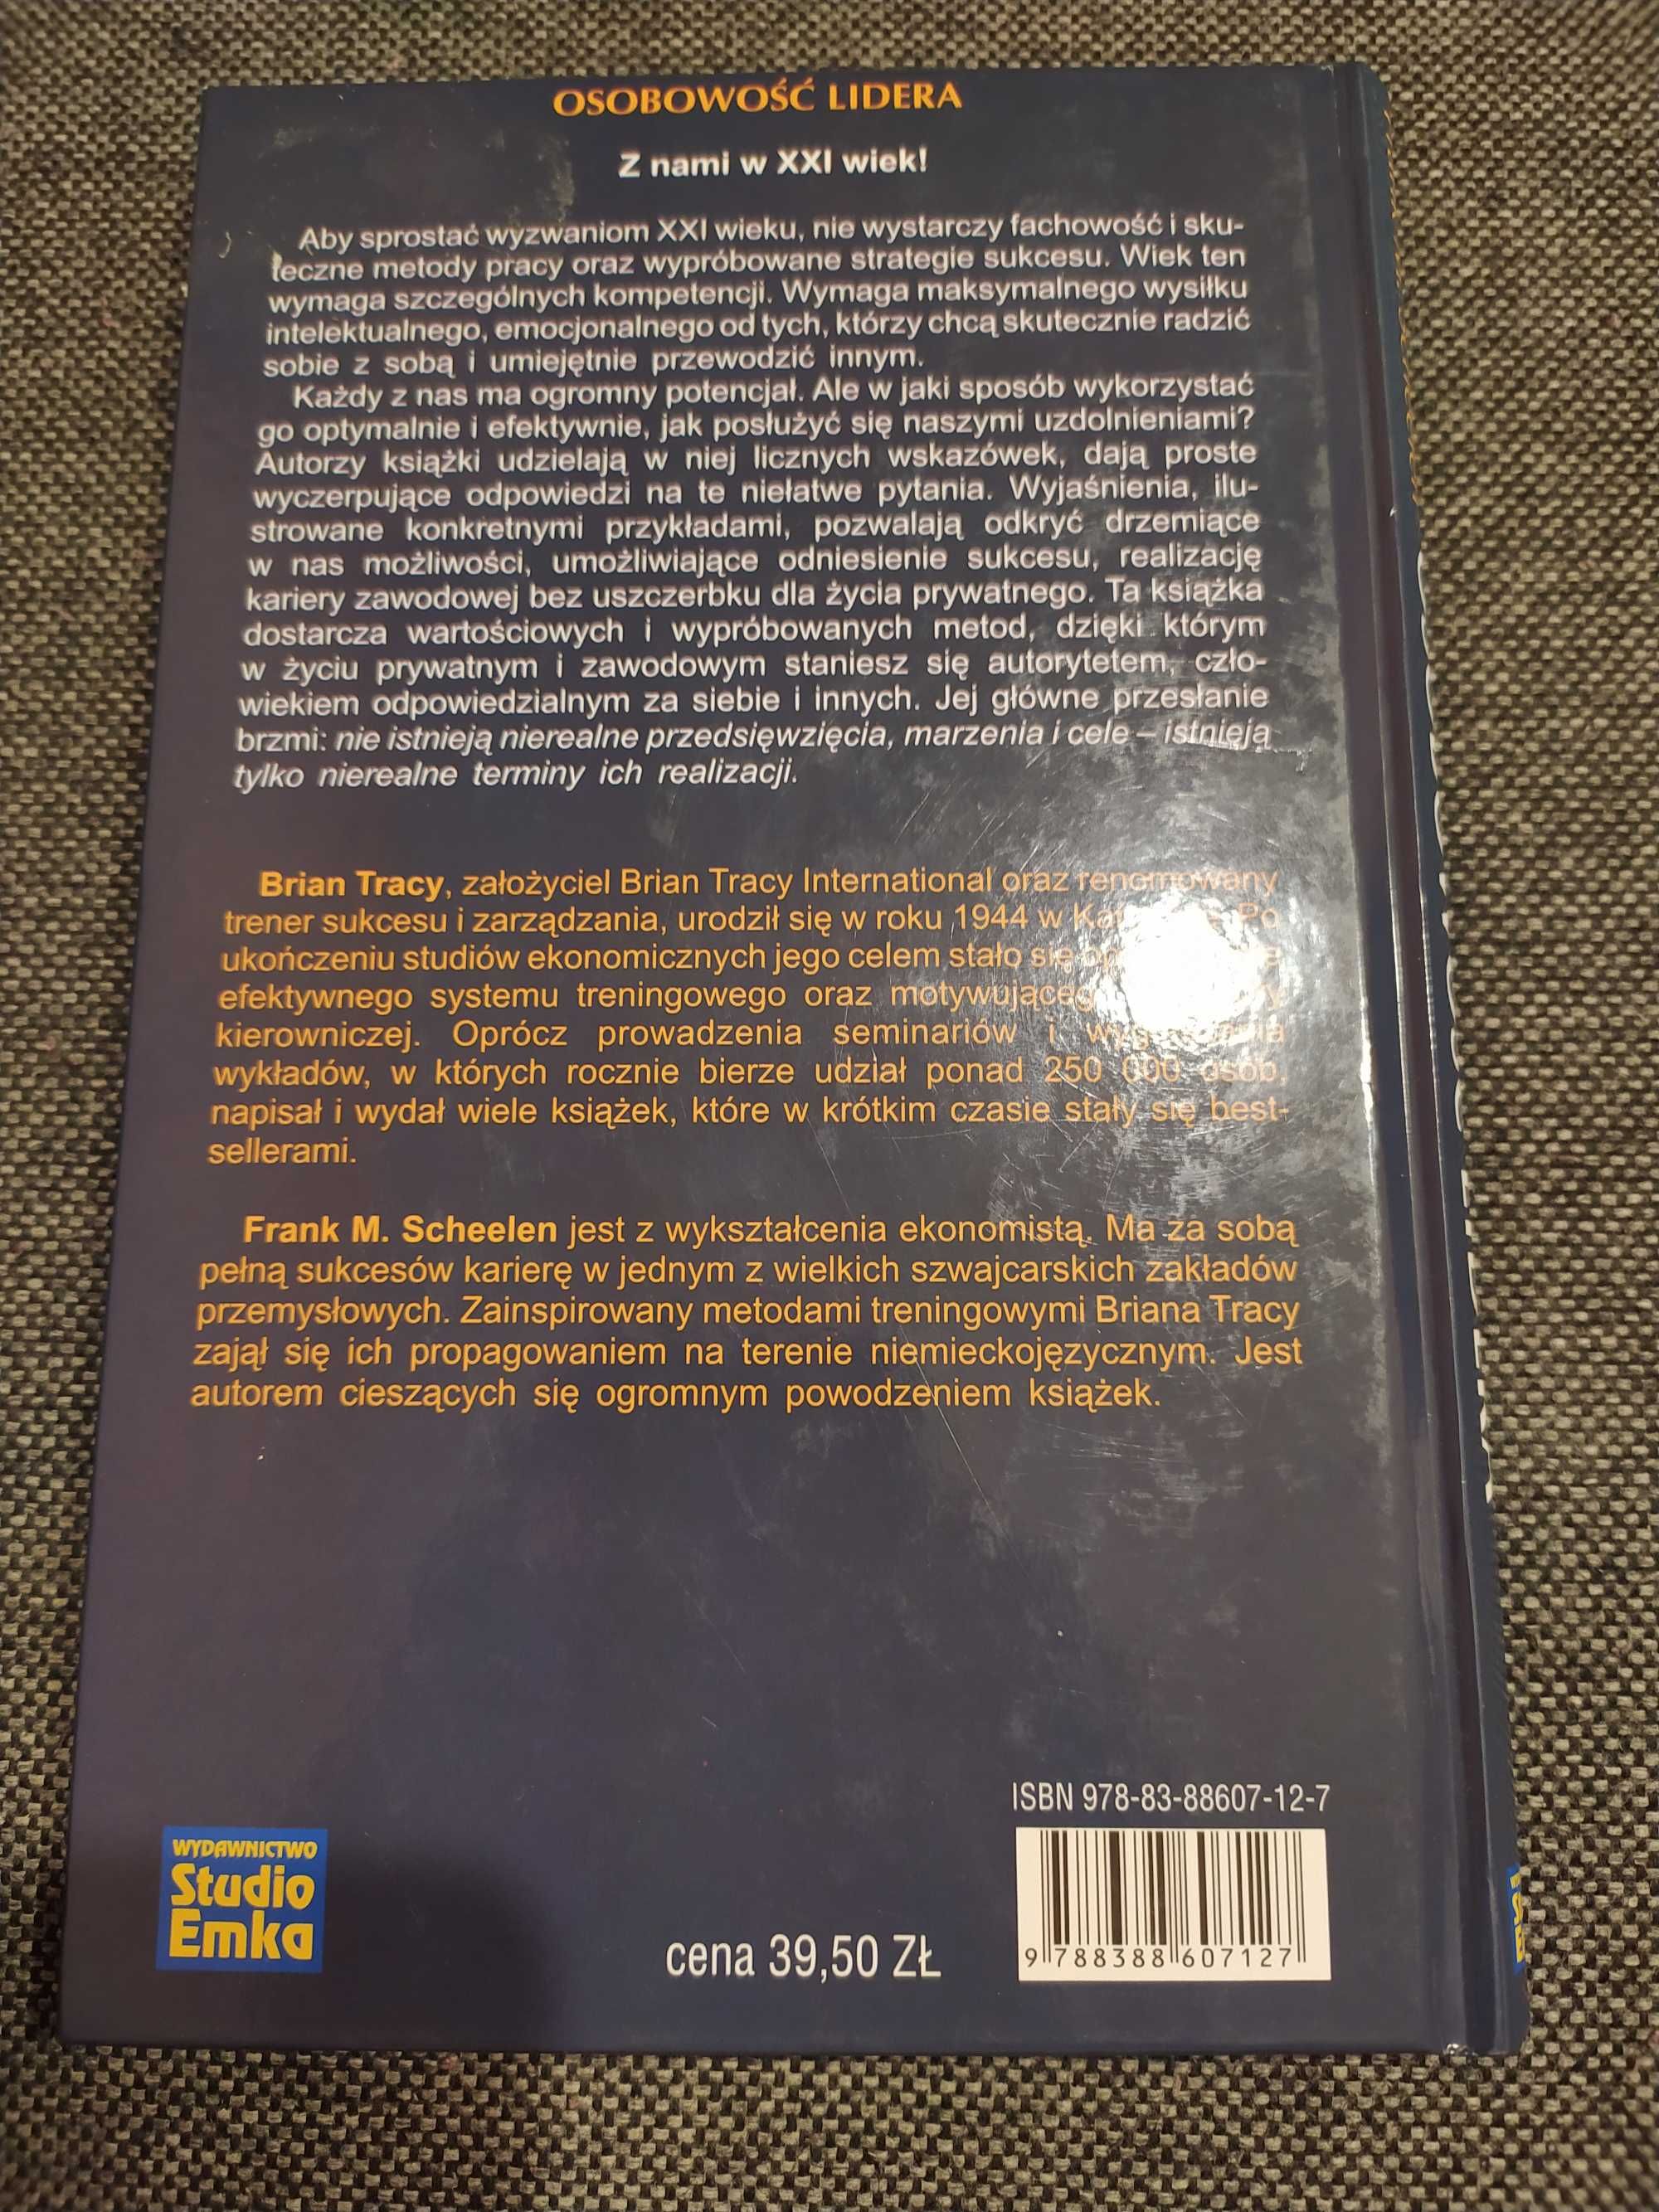 OSOBOWOŚĆ LIDERA
Z nami w XXI wiek!
Aby sprostać wyzwaniom XXI wieku, nie wystarczy fachowość i sku-
teczne metody pracy oraz wypróbowane strategie sukcesu. Wiek ten
wymaga szczególnych kompetencji. Wymaga maksymalnego wysiłku
intelektualnego, emocjonalnego od tych, którzy chcą skutecznie radzić
sobie z sobą i umiejętnie przewodzić innym.
Każdy z nas ma ogromny potencjał. Ale w jaki sposób wykorzystać
go optymalnie i efektywnie, jak posłużyć się naszymi uzdolnieniami?
Autorzy książki udzielają w niej licznych wskazówek, dają proste
wyczerpujące odpowiedzi na te niełatwe pytania. Wyjaśnienia, ilu-
strowane konkretnymi przykładami, pozwalają odkryć drzemiące
w nas możliwości, umożliwiające odniesienie sukcesu, realizację
kariery zawodowej bez uszczerbku dla życia prywatnego. Ta książka
dostarcza wartościowych i wypróbowanych metod, dzięki którym
w życiu prywatnym i zawodowym staniesz się autorytetem, czło-
wiekiem odpowiedzialnym za siebie i innych. Jej główne przesłanie
brzmi: nie istnieją nierealne przedsięwzięcia, marzenia i cele – istnieją
tylko nierealne terminy ich realizacji.
Brian Tracy, założyciel Brian Tracy International oraz renomowany
trener sukcesu i zarządzania, urodził się w roku 1944 w Po
ukończeniu studiów ekonomicznych jego celem stało się
efektywnego systemu treningowego oraz motywującego
kierowniczej. Oprócz prowadzenia seminariów i
wykładów, w których rocznie bierze udział ponad 250 000 osób,
napisał i wydał wiele książek, które w krótkim czasie stały się best-
sellerami.
Frank M. Scheelen jest z wykształcenia ekonomistą. Ma za sobą
pełną sukcesów karierę w jednym z wielkich szwajcarskich zakładów
przemysłowych. Zainspirowany metodami treningowymi Briana Tracy
zajął się ich propagowaniem na terenie niemieckojęzycznym. Jest
autorem cieszących się ogromnym powodzeniem książek.
ISBN 978-83-88607-12-7
9 788388 607127
WYDAWNICTWO
Studio
Emka
cena 39,50 ZŁ